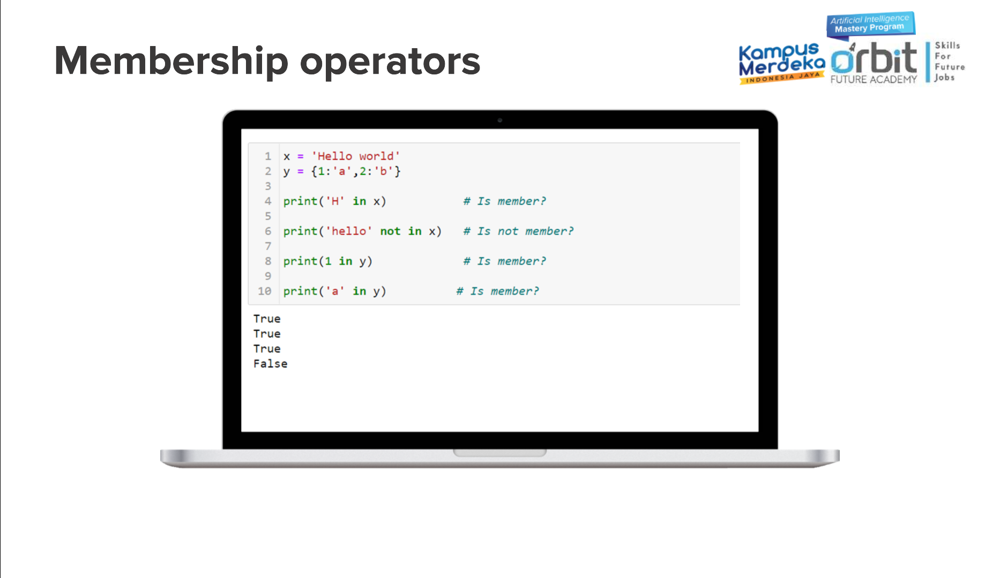 Membership operators
Artificial Intelligence
Mastery Program
Kampus
Merdeka
INDONESIA JAYA
orbit
FUTURE ACADEMY
Skills
For
Future
Jobs
1 x = 'Hello world'
2 y = {1:'a',2:'b'}
3
4 print('H' in x) # Is member?
5
6 print('hello' not in x) # Is not member?
7
8 print(1 in y) # Is member?
9
10 print('a' in y) # Is member?
True
True
True
False